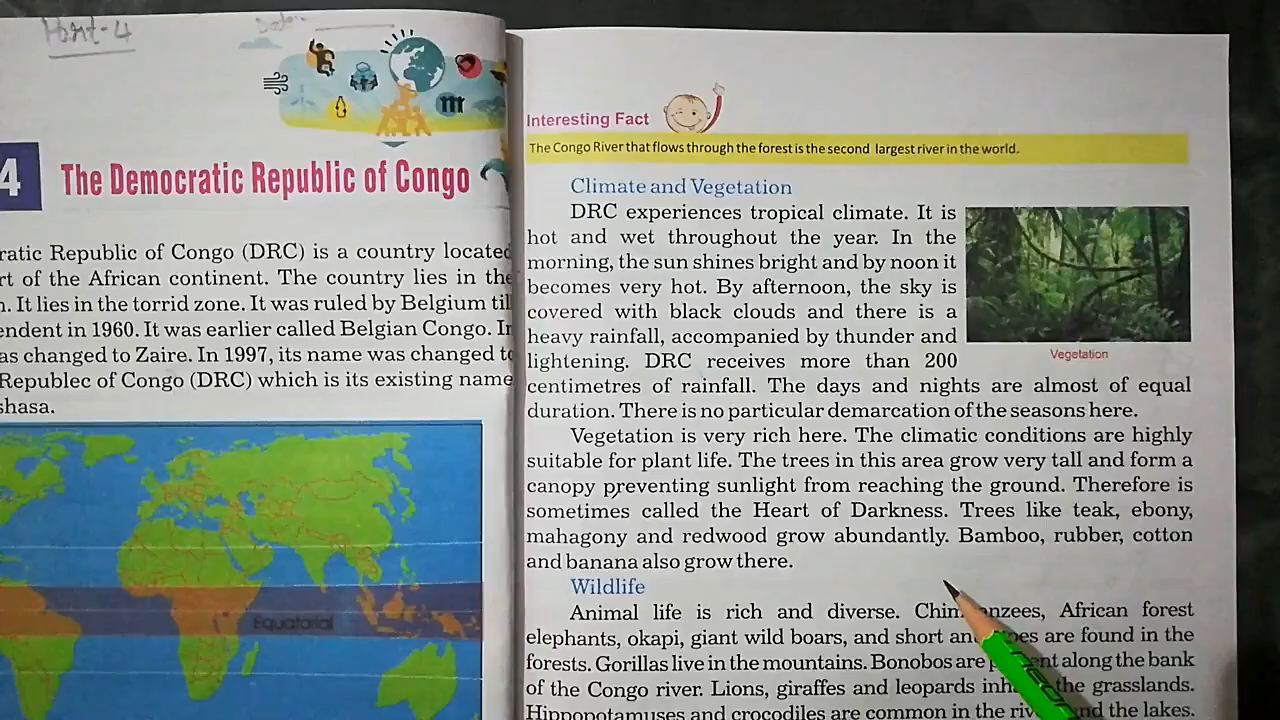 Part-4
Date:
4
The Democratic Republic of Congo
ratic Republic of Congo (DRC) is a country located
rt of the African continent. The country lies in the
n. It lies in the torrid zone. It was ruled by Belgium til
endent in 1960. It was earlier called Belgian Congo. In
as changed to Zaire. In 1997, its name was changed to
Republec of Congo (DRC) which is its existing name
shasa.
Equatorial
Interesting Fact
The Congo River that flows through the forest is the second largest river in the world.
Climate and Vegetation
DRC experiences tropical climate. It is
hot and wet throughout the year. In the
morning, the sun shines bright and by noon it
becomes very hot. By afternoon, the sky is
covered with black clouds and there is a
heavy rainfall, accompanied by thunder and
lightening. DRC receives more than 200
Vegetation
centimetres of rainfall. The days and nights are almost of equal
duration. There is no particular demarcation of the seasons here.
Vegetation is very rich here. The climatic conditions are highly
suitable for plant life. The trees in this area grow very tall and form a
canopy preventing sunlight from reaching the ground. Therefore is
sometimes called the Heart of Darkness. Trees like teak, ebony,
mahagony and redwood grow abundantly. Bamboo, rubber, cotton
and banana also grow there.
Wildlife
Animal life is rich and diverse. Chimpanzees, African forest
elephants, okapi, giant wild boars, and short antelopes are found in the
forests. Gorillas live in the mountains. Bonobos are present along the bank
of the Congo river. Lions, giraffes and leopards inhabit the grasslands.
Hippopotamuses and crocodiles are common in the river and the lakes.